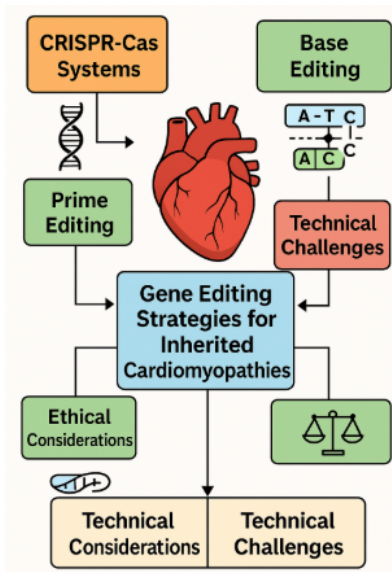 CRISPR-Cas
Systems
Base
Editing
A-T C
C
A C
Prime
Editing
Technical
Challenges
Gene Editing
Strategies for
Inherited
Cardiomyopathies
Ethical
Considerations
Technical
Considerations
Technical
Challenges